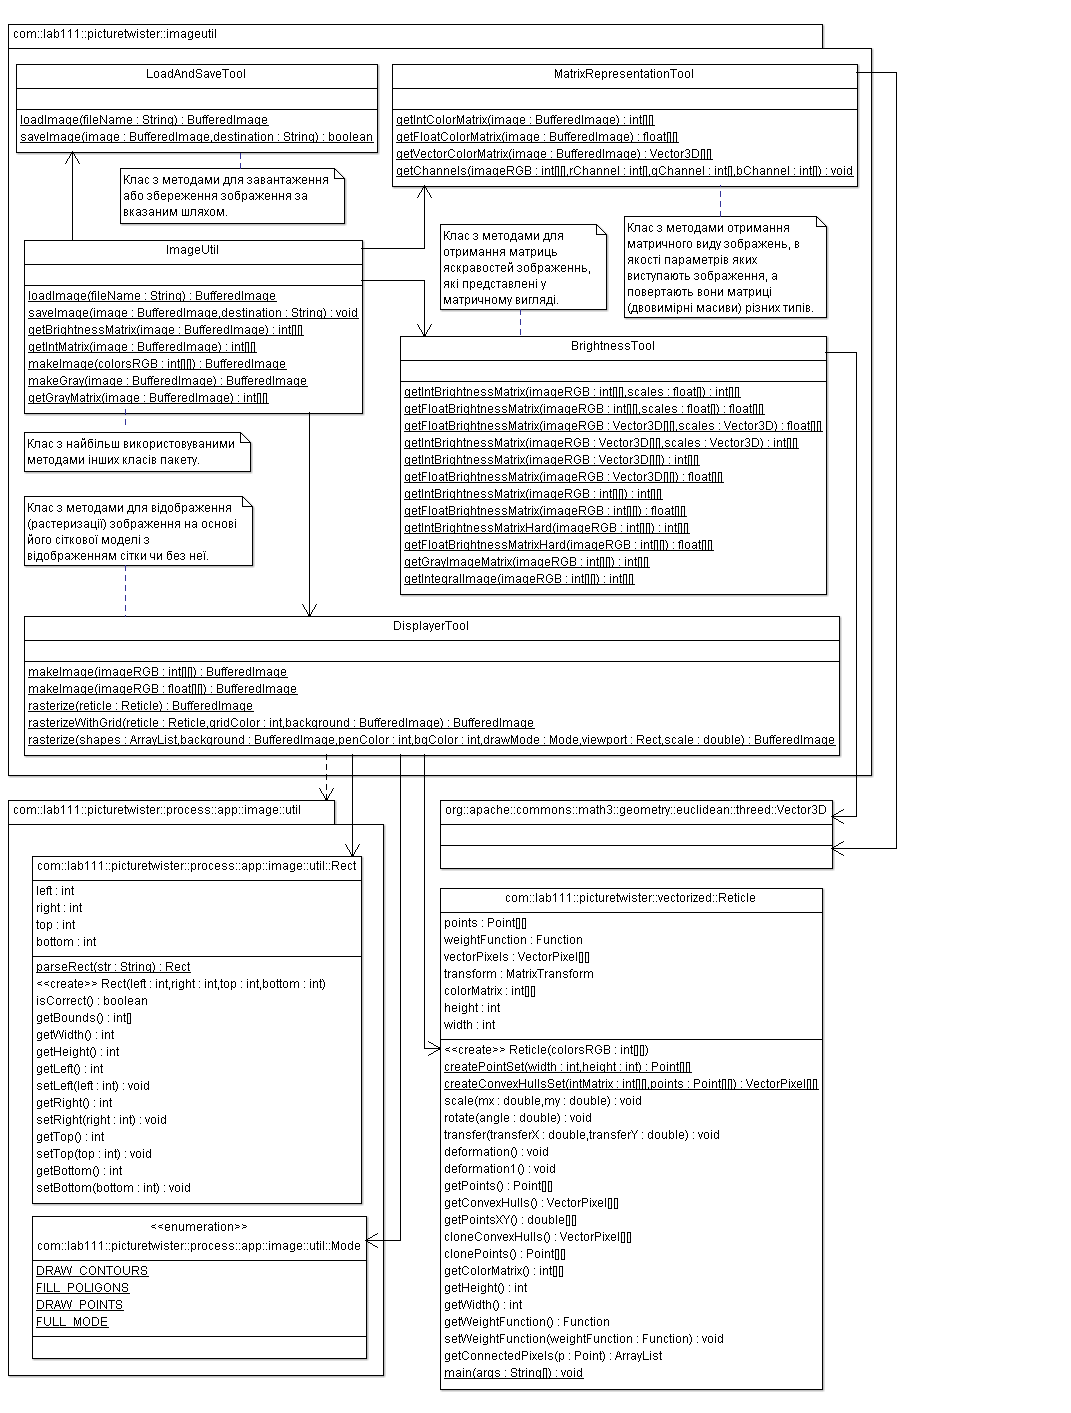 com::lab111::picturetwister::imageutil
LoadAndSaveTool
loadImage(fileName : String) : BufferedImage
saveImage(image : BufferedImage,destination : String) : boolean
MatrixRepresentationTool
getIntColorMatrix(image : BufferedImage) : int[][]
getFloatColorMatrix(image : BufferedImage) : float[][]
getVectorColorMatrix(image : BufferedImage) : Vector3D[][]
getChannels(imageRGB : int[][],rChannel : int[],gChannel : int[],bChannel : int[]) : void
Клас з методами для завантаження
або збереження зображення за
вказаним шляхом.
Клас з методами для
отримання матриць
яскравостей зображеннь,
які представлені у
матричному вигляді.
Клас з методами отримання
матричного виду зображень, в
якості параметрів яких
виступають зображення, а
повертають вони матриці
(двовимірні масиви) різних типів.
ImageUtil
loadImage(fileName : String) : BufferedImage
saveImage(image : BufferedImage,destination : String) : void
getBrightnessMatrix(image : BufferedImage) : int[][]
getIntMatrix(image : BufferedImage) : int[][]
makeImage(colorsRGB : int[][]) : BufferedImage
makeGray(image : BufferedImage) : BufferedImage
getGrayMatrix(image : BufferedImage) : int[][]
Клас з найбільш використовуваними
методами інших класів пакету.
BrightnessTool
getIntBrightnessMatrix(imageRGB : int[][],scales : float[]) : int[][]
getFloatBrightnessMatrix(imageRGB : int[][],scales : float[]) : float[][]
getFloatBrightnessMatrix(imageRGB : Vector3D[][],scales : Vector3D) : float[][]
getIntBrightnessMatrix(imageRGB : Vector3D[][],scales : Vector3D) : int[][]
getIntBrightnessMatrix(imageRGB : Vector3D[][]) : int[][]
getFloatBrightnessMatrix(imageRGB : Vector3D[][]) : float[][]
getIntBrightnessMatrix(imageRGB : int[][]) : int[][]
getFloatBrightnessMatrix(imageRGB : int[][]) : float[][]
getIntBrightnessMatrixHard(imageRGB : int[][]) : int[][]
getFloatBrightnessMatrixHard(imageRGB : int[][]) : float[][]
getGrayImageMatrix(imageRGB : int[][]) : int[][]
getIntegralImage(imageRGB : int[][]) : int[][]
Клас з методами для відображення
(растеризації) зображення на основі
його сіткової моделі з
відображенням сітки чи без неї.
DisplayerTool
makeImage(imageRGB : int[][]) : BufferedImage
makeImage(imageRGB : float[][]) : BufferedImage
rasterize(reticle : Reticle) : BufferedImage
rasterizeWithGrid(reticle : Reticle,gridColor : int,background : BufferedImage) : BufferedImage
rasterize(shapes : ArrayList,background : BufferedImage,penColor : int,bgColor : int,drawMode : Mode,viewport : Rect,scale : double) : BufferedImage
com::lab111::picturetwister::process::app::image::util
com::lab111::picturetwister::process::app::image::util::Rect
left : int
right : int
top : int
bottom : int
parseRect(str : String) : Rect
<<create>> Rect(left : int,right : int,top : int,bottom : int)
isCorrect() : boolean
getBounds() : int[]
getWidth() : int
getHeight() : int
getLeft() : int
setLeft(left : int) : void
getRight() : int
setRight(right : int) : void
getTop() : int
setTop(top : int) : void
getBottom() : int
setBottom(bottom : int) : void
<<enumeration>>
com::lab111::picturetwister::process::app::image::util::Mode
DRAW_CONTOURS
FILL_POLIGONS
DRAW_POINTS
FULL_MODE
org::apache::commons::math3::geometry::euclidean::threed::Vector3D
com::lab111::picturetwister::vectorized::Reticle
points : Point[][]
weightFunction : Function
vectorPixels : VectorPixel[][]
transform : MatrixTransform
colorMatrix : int[][]
height : int
width : int
<<create>> Reticle(colorsRGB : int[][])
createPointSet(width : int,height : int) : Point[][]
createConvexHullsSet(intMatrix : int[][],points : Point[][]) : VectorPixel[][]
scale(mx : double,my : double) : void
rotate(angle : double) : void
transfer(transferX : double,transferY : double) : void
deformation() : void
deformation1() : void
getPoints() : Point[][]
getConvexHulls() : VectorPixel[][]
getPointsXY() : double[][]
cloneConvexHulls() : VectorPixel[][]
clonePoints() : Point[][]
getColorMatrix() : int[][]
getHeight() : int
getWidth() : int
getWeightFunction() : Function
setWeightFunction(weightFunction : Function) : void
getConnectedPixels(p : Point) : ArrayList
main(args : String[]) : void